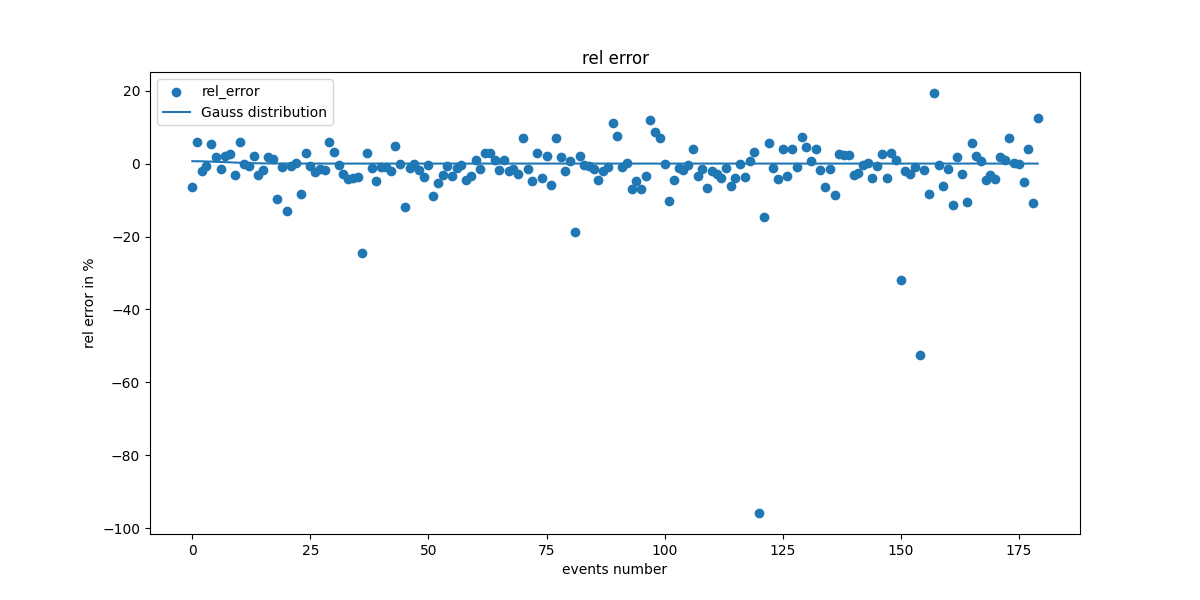 rel error
rel_error
Gauss distribution
rel error in %
20
0
−20
−40
−60
−80
−100
0 25 50 75 100 125 150 175
events number